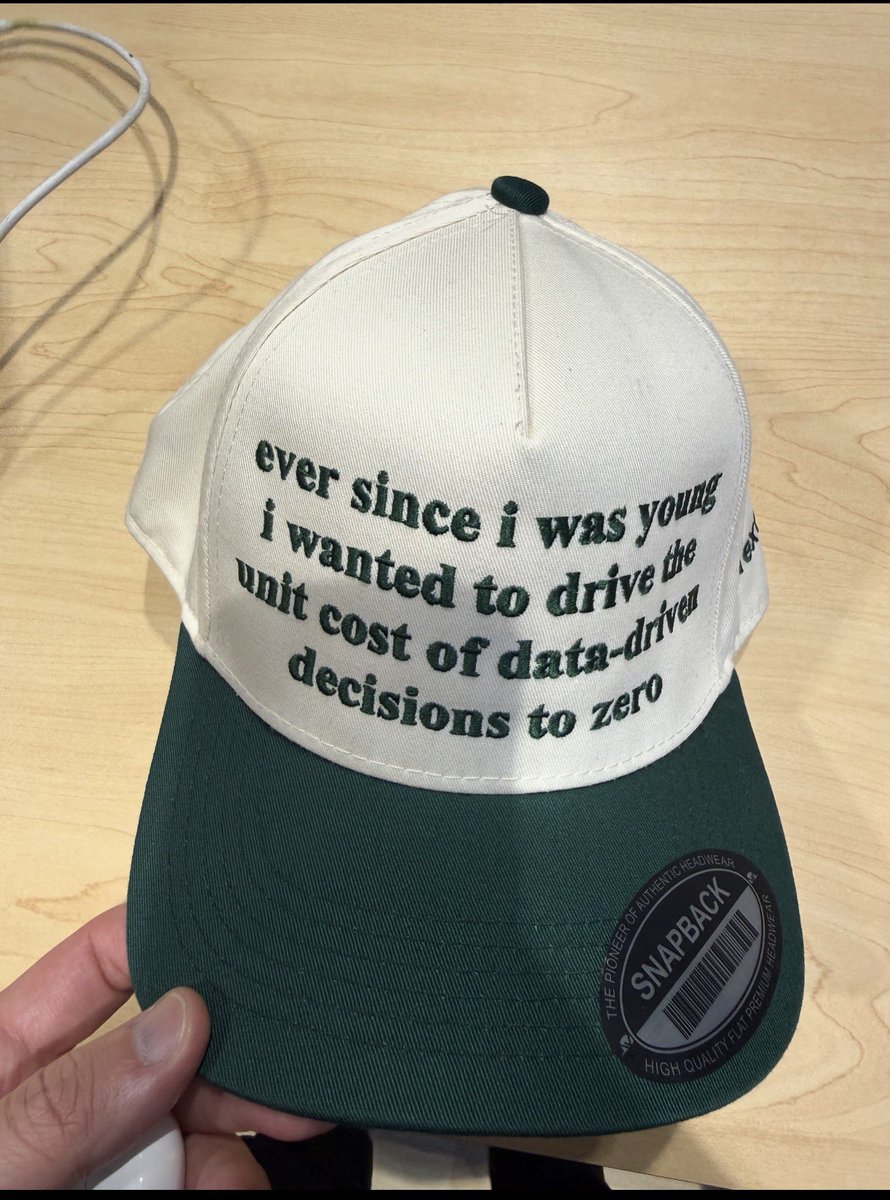 ever since i was young
i wanted to drive the
unit cost of data-driven
decisions to zero
THE PIONEER OF AUTHENTIC HEADWEAR
SNAPBACK
HIGH QUALITY FLAT PREMIUM HEADWEAR